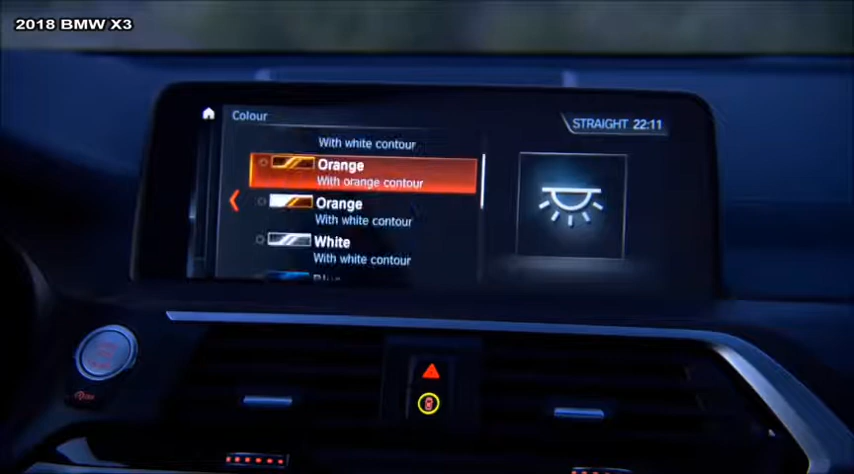 2018 BMW X3
Colour
STRAIGHT 22:11
With white contour
Orange
With orange contour
Orange
With white contour
White
With white contour
Blue